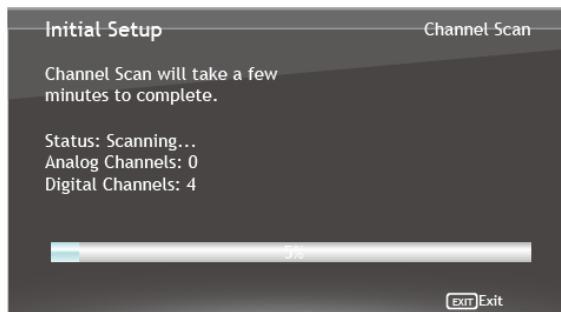 Initial Setup
Channel Scan
Channel Scan will take a few
minutes to complete.
Status: Scanning...
Analog Channels: 0
Digital Channels: 4
5%
EXIT Exit